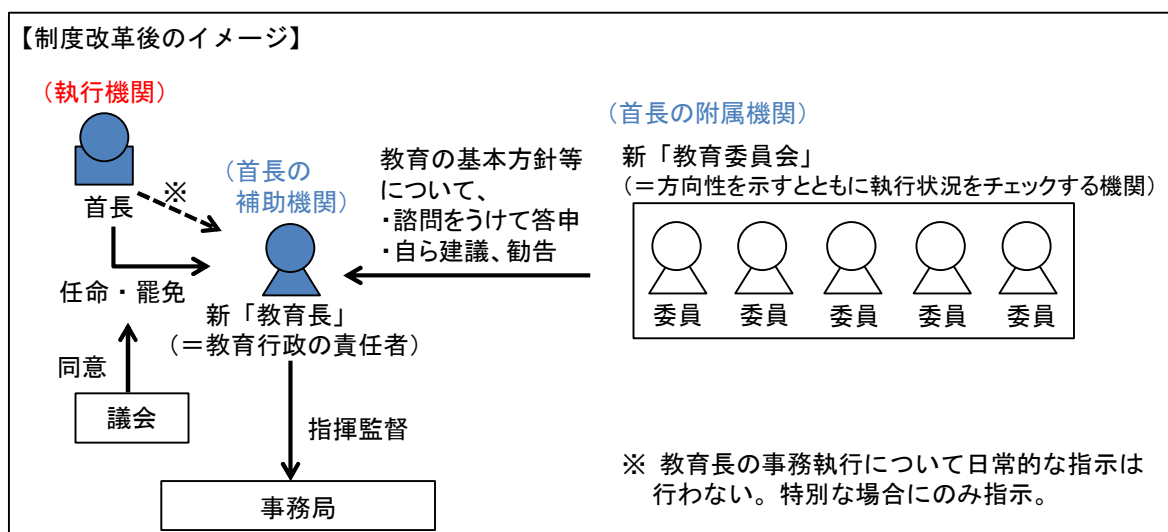 【制度改革後のイメージ】
（執行機関）
首長
※
任命・罷免
同意
議会
（首長の
補助機関）
新「教育長」
（＝教育行政の責任者）
指揮監督
事務局
教育の基本方針等
について、
・諮問をうけて答申
・自ら建議、勧告
（首長の附属機関）
新「教育委員会」
（＝方向性を示すとともに執行状況をチェックする機関）
委員 委員 委員 委員 委員
※ 教育長の事務執行について日常的な指示は
行わない。特別な場合にのみ指示。